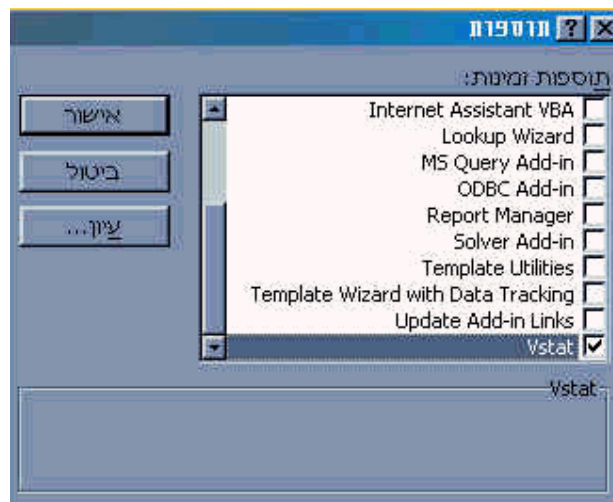 תוספות
תוספות זמינות:
Internet Assistant VBA
Lookup Wizard
MS Query Add-in
ODBC Add-in
Report Manager
Solver Add-in
Template Utilities
Template Wizard with Data Tracking
Update Add-in Links
Vstat
אישור
ביטול
עיון...
Vstat